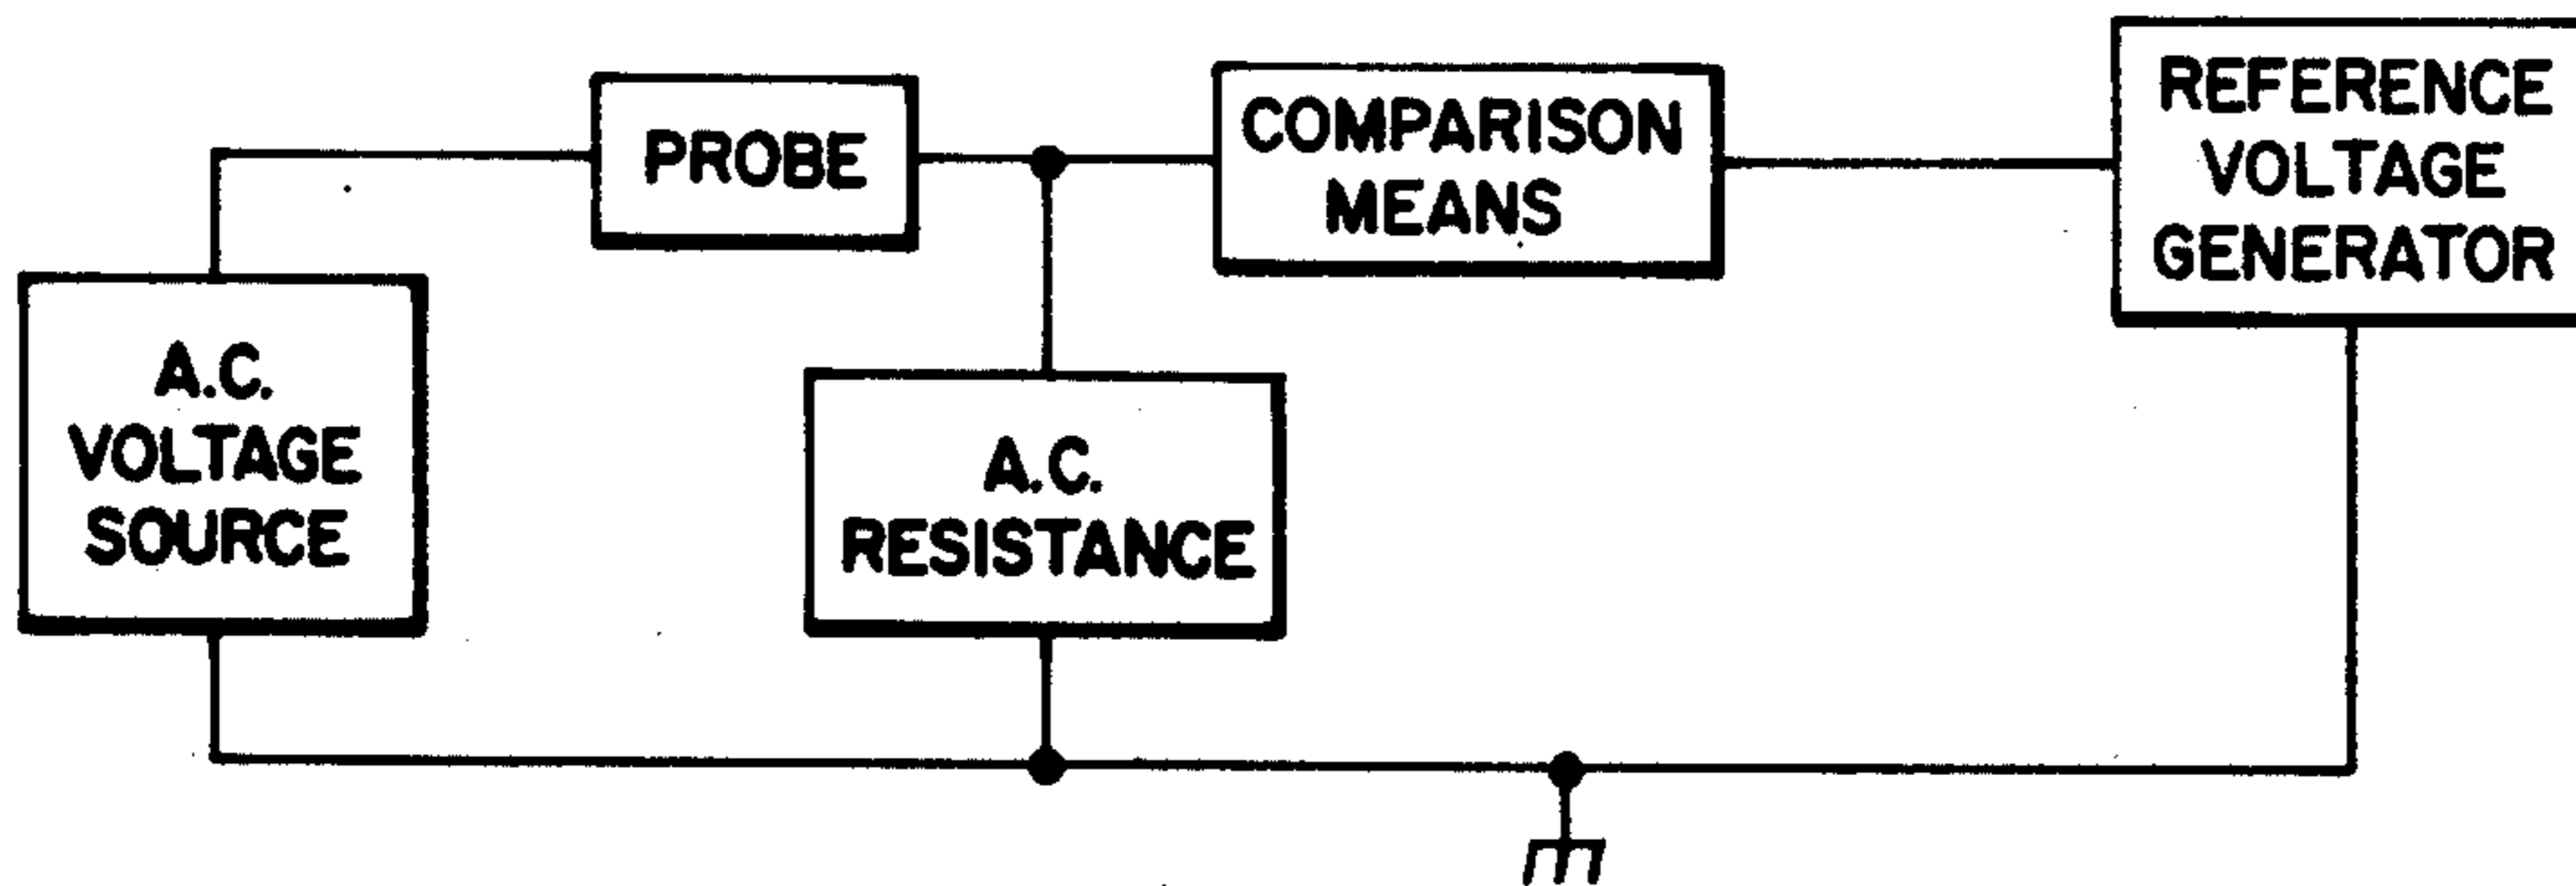 PROBE
COMPARISON
MEANS
REFERENCE
VOLTAGE
GENERATOR
A.C.
VOLTAGE
SOURCE
A.C.
RESISTANCE